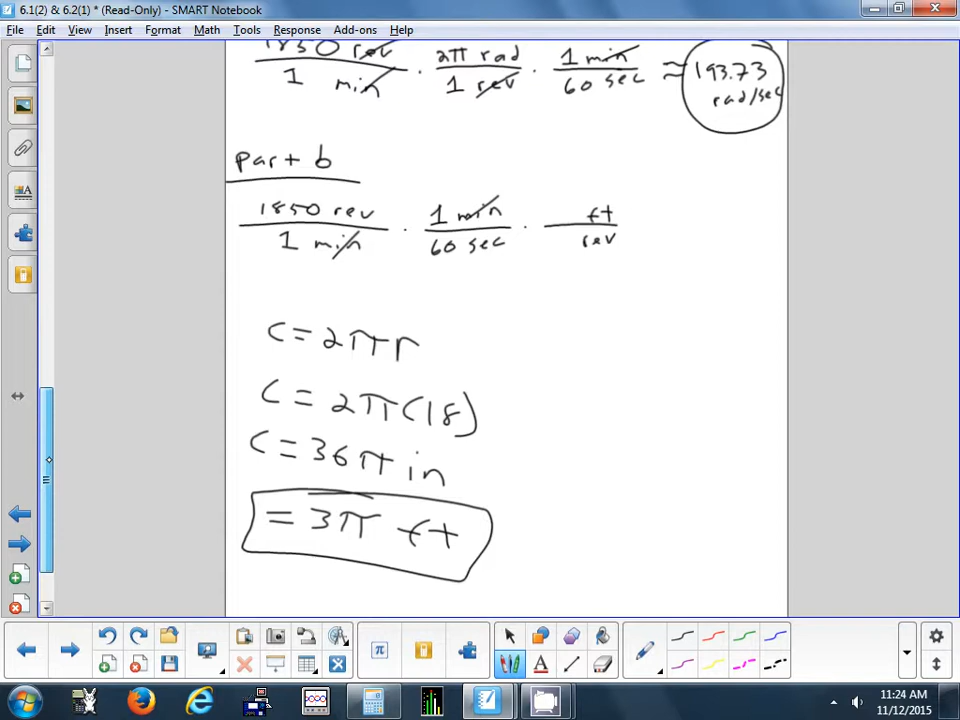 6.1(2) & 6.2(1) * (Read-Only) - SMART Notebook
File Edit View Insert Format Math Tools Response Add-ons Help
1850 rev / 1 min · 2π rad / 1 rev · 1 min / 60 sec ≈ 193.73 rad/sec
part b
1850 rev / 1 min · 1 min / 60 sec · ft / rev
C = 2πr
C = 2π(18)
C = 36π in
= 3π ft
11:24 AM
11/12/2015